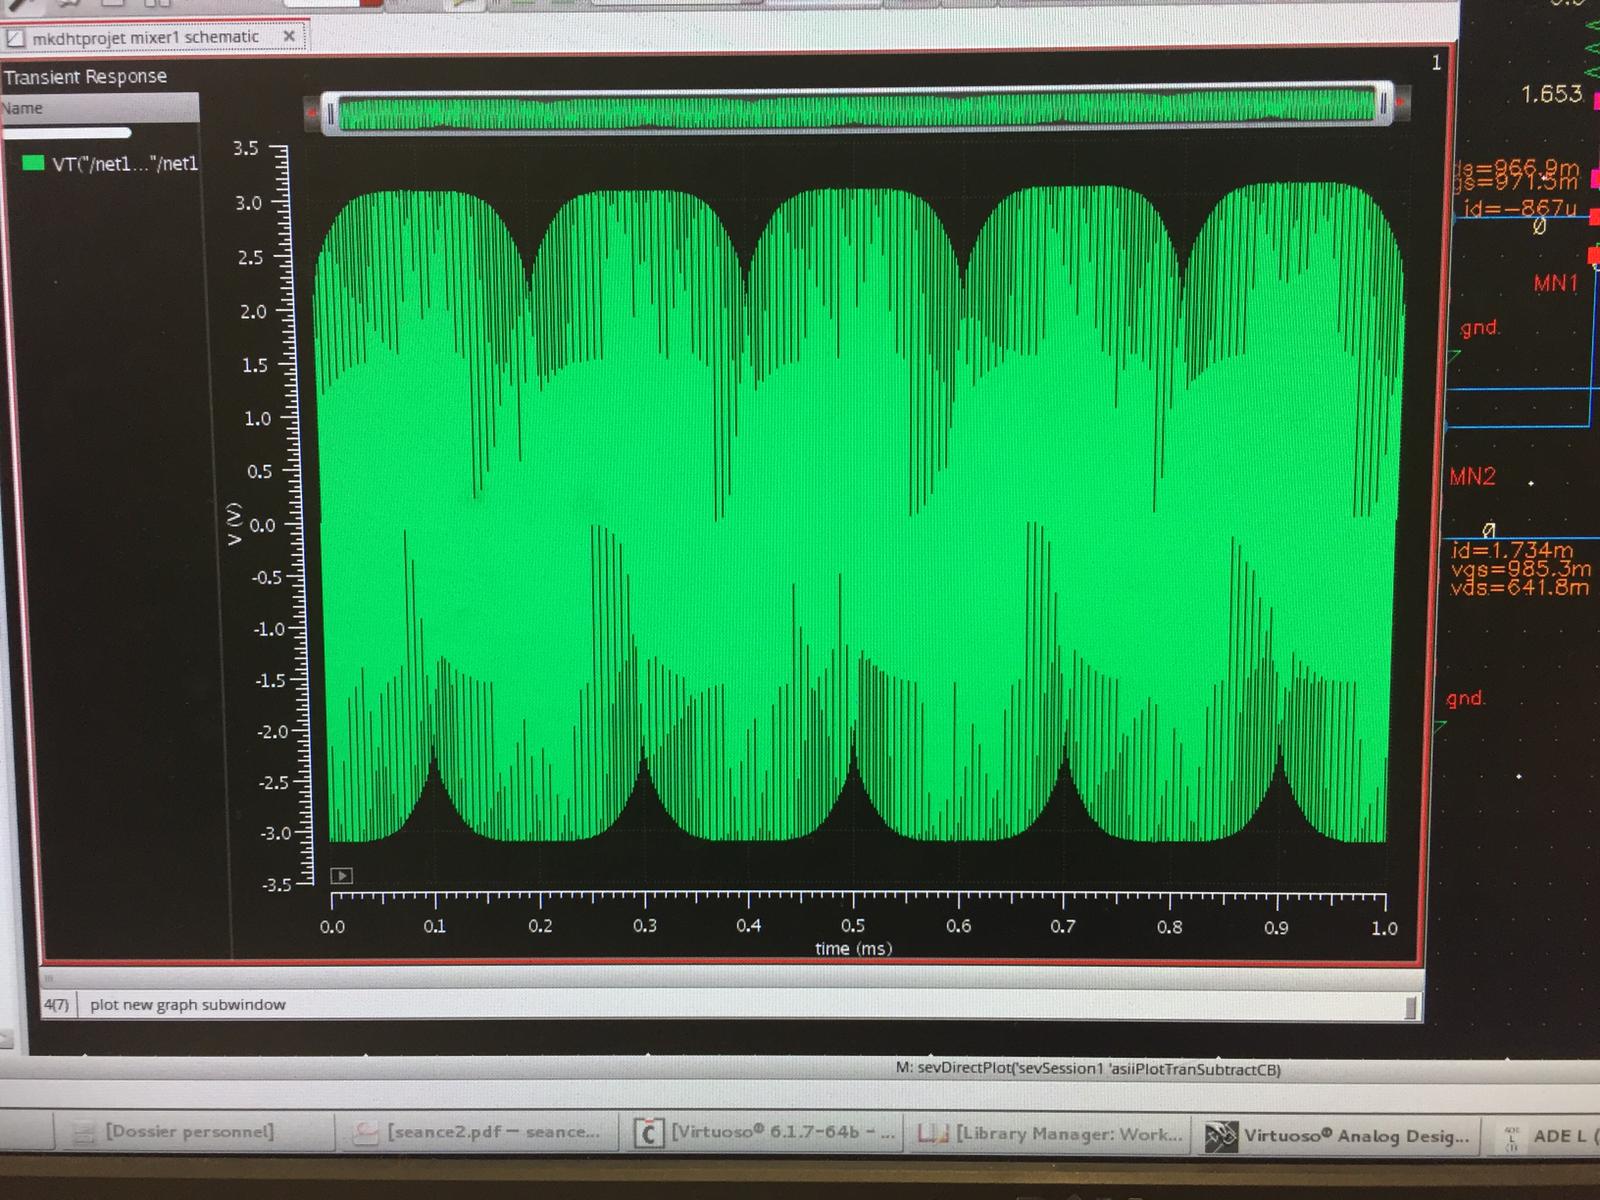 mkdhtprojet mixer1 schematic
Transient Response
1
Name
VT("/net1..."/net1
3.5
3.0
2.5
2.0
1.5
1.0
0.5
0.0
-0.5
-1.0
-1.5
-2.0
-2.5
-3.0
-3.5
V (V)
0.0 0.1 0.2 0.3 0.4 0.5 0.6 0.7 0.8 0.9 1.0
time (ms)
1.653
ds=966.9m
gs=971.5m
id=-867u
0
MN1
gnd.
MN2
0
id=1.734m
vgs=985.3m
vds=641.8m
gnd.
4(7) plot new graph subwindow
M: sevDirectPlot('sevSession1 'asiiPlotTranSubtractCB)
[Dossier personnel] [seance2.pdf — seance... [Virtuoso® 6.1.7-64b - ... [Library Manager: Work... Virtuoso® Analog Desig... ADE L (